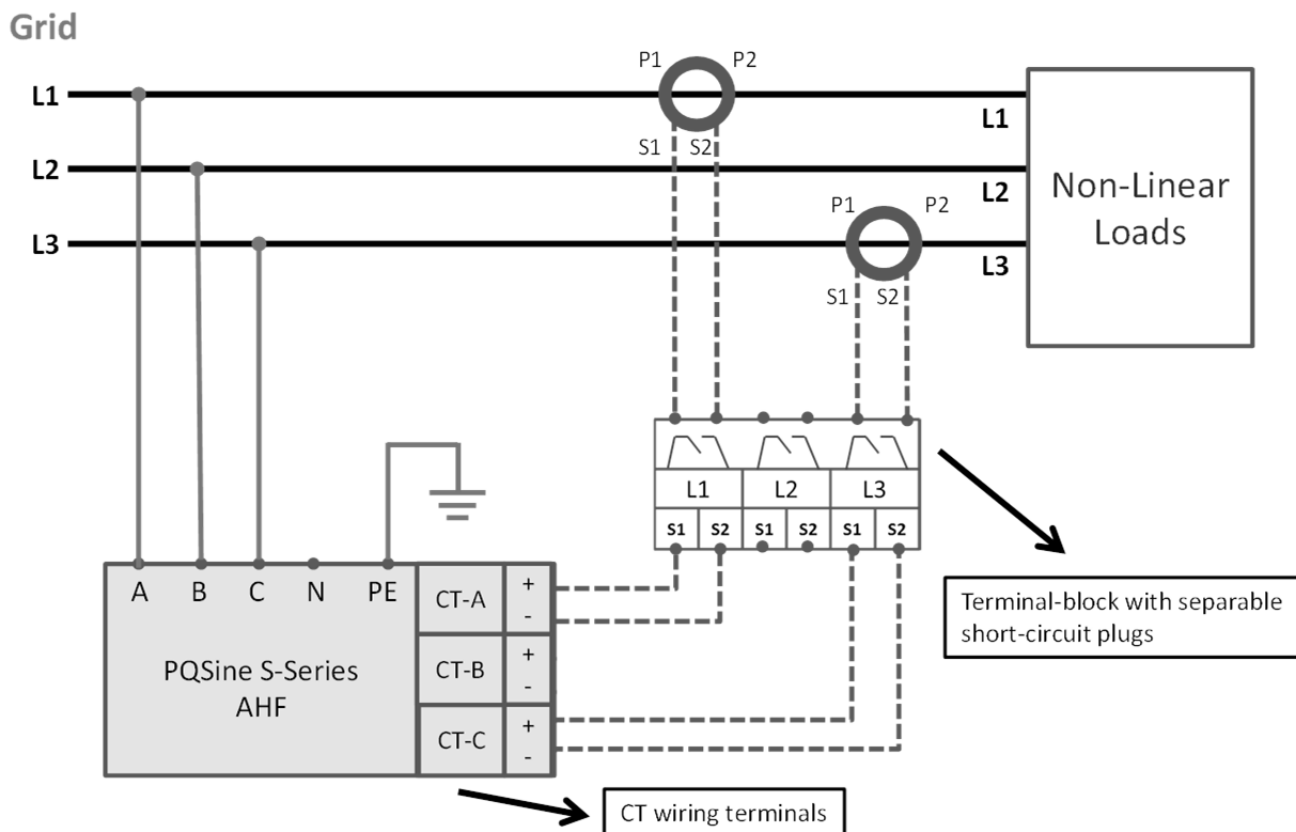 Grid
P1 P2
L1
L1
S1 S2
L2
L2
P1 P2
L3
L3
S1 S2
Non-Linear
Loads
L1 L2 L3
S1 S2 S1 S2 S1 S2
A B C N PE
CT-A + -
CT-B + -
CT-C + -
PQSine S-Series
AHF
Terminal-block with separable
short-circuit plugs
CT wiring terminals